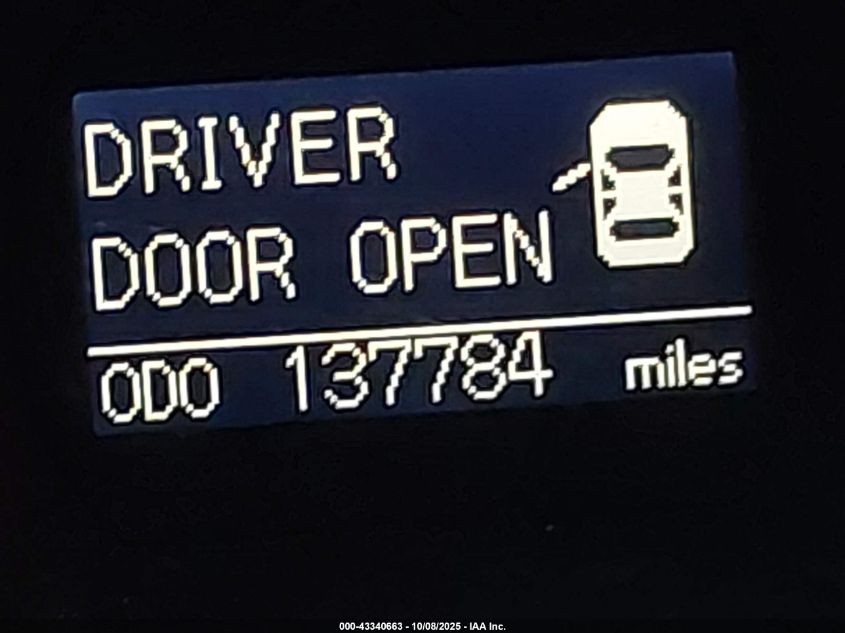 DRIVER
DOOR OPEN
ODO 137784 miles
000-43340663 - 10/08/2025 - IAA Inc.